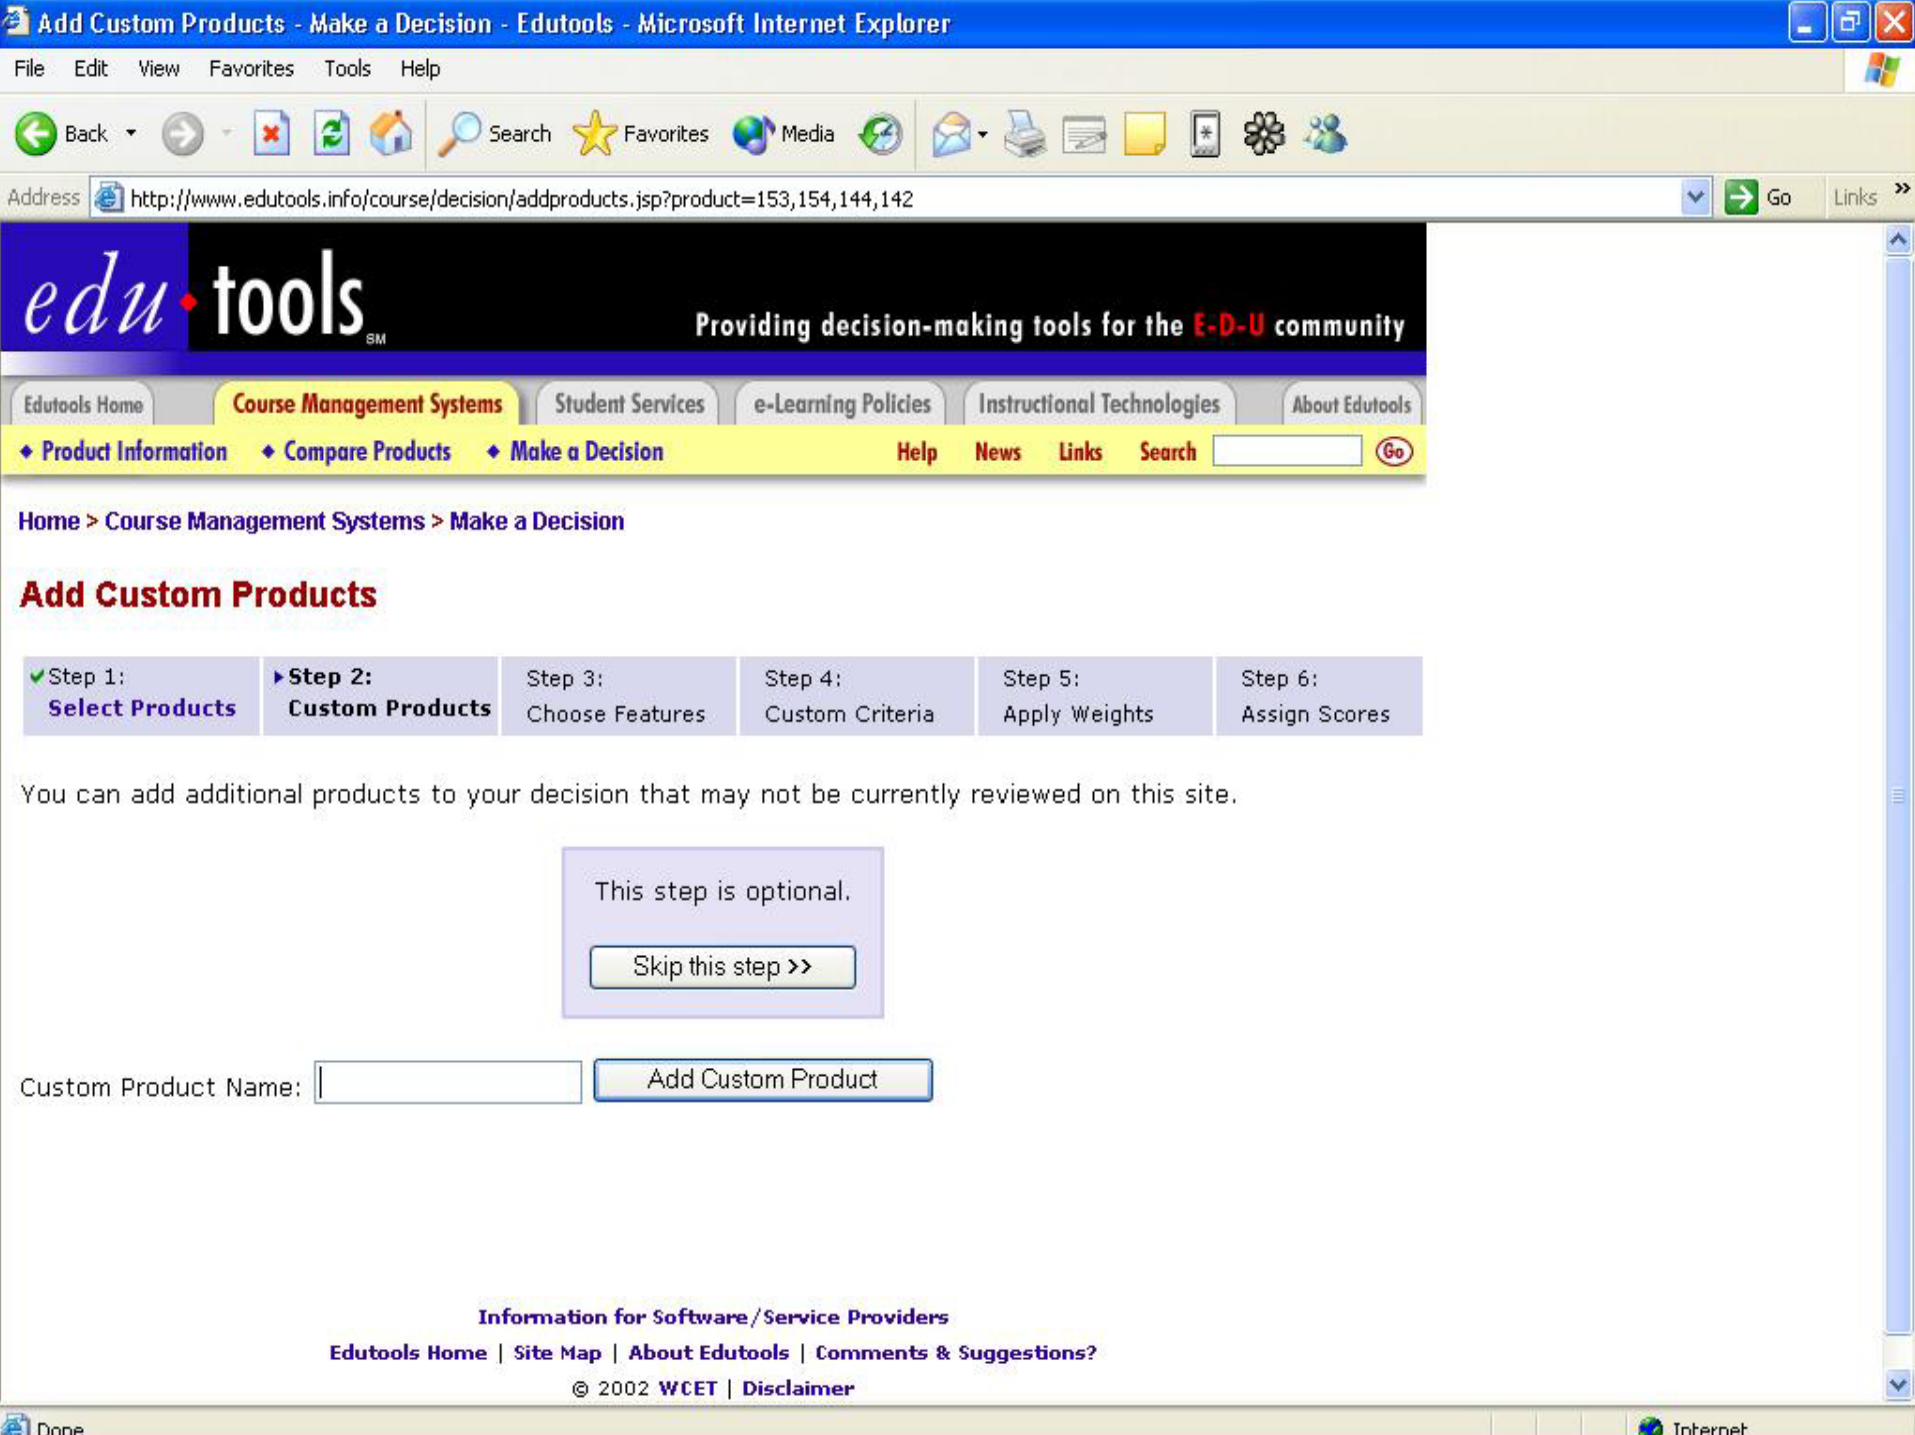 Add Custom Products - Make a Decision - Edutools - Microsoft Internet Explorer
File Edit View Favorites Tools Help
Back Search Favorites Media
Address http://www.edutools.info/course/decision/addproducts.jsp?product=153,154,144,142 Go Links »
edu tools SM
Providing decision-making tools for the E-D-U community
Edutools Home Course Management Systems Student Services e-Learning Policies Instructional Technologies About Edutools
Product Information Compare Products Make a Decision Help News Links Search Go
Home > Course Management Systems > Make a Decision
Add Custom Products
Step 1: Step 2: Step 3: Step 4: Step 5: Step 6:
Select Products Custom Products Choose Features Custom Criteria Apply Weights Assign Scores
You can add additional products to your decision that may not be currently reviewed on this site.
This step is optional.
Skip this step >>
Custom Product Name: Add Custom Product
Information for Software/Service Providers
Edutools Home | Site Map | About Edutools | Comments & Suggestions?
© 2002 WCET | Disclaimer
Done Internet